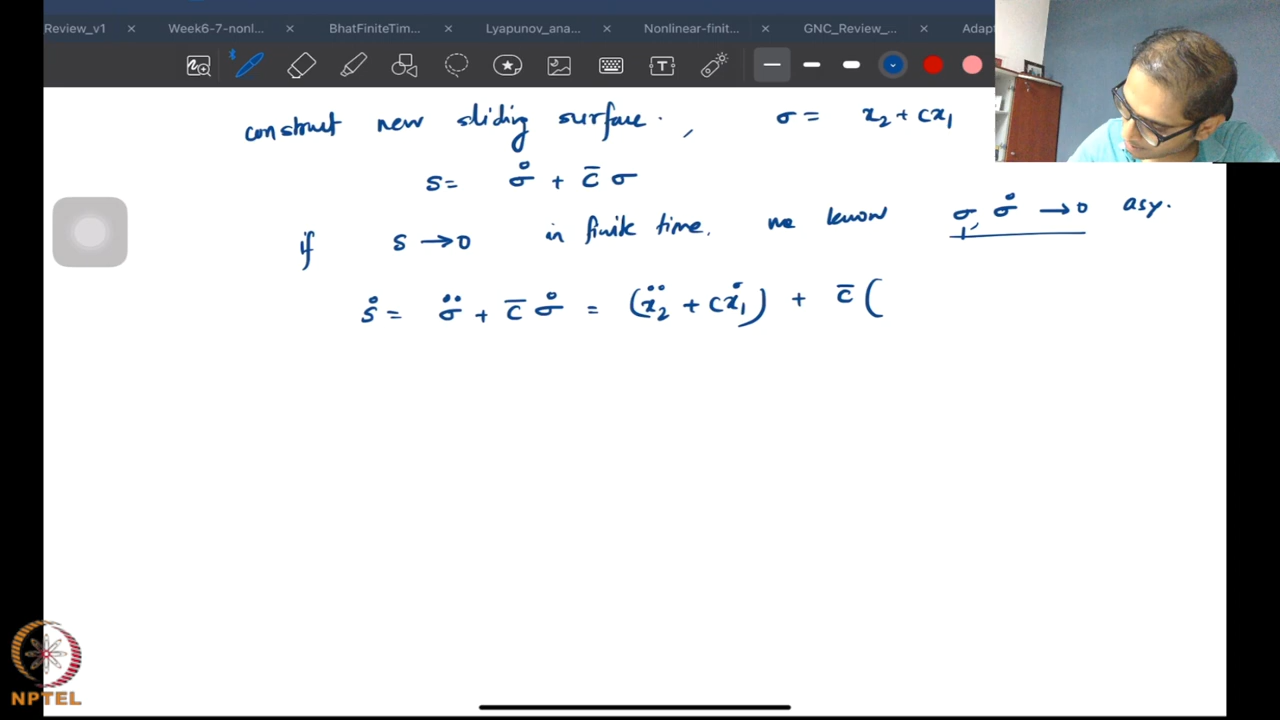 Review_v1 × Week6-7-nonl... × BhatFiniteTim... × Lyapunov_ana... × Nonlinear-finit... × GNC_Review_... × Adap
construct new sliding surface. , σ = x₂ + cx₁
s = σ̇ + c̄ σ
if s → 0 in finite time. we know σ, σ̇ → 0 asy.
ṡ = σ̈ + c̄ σ̇ = (ẍ₂ + cẋ₁) + c̄ (
NPTEL